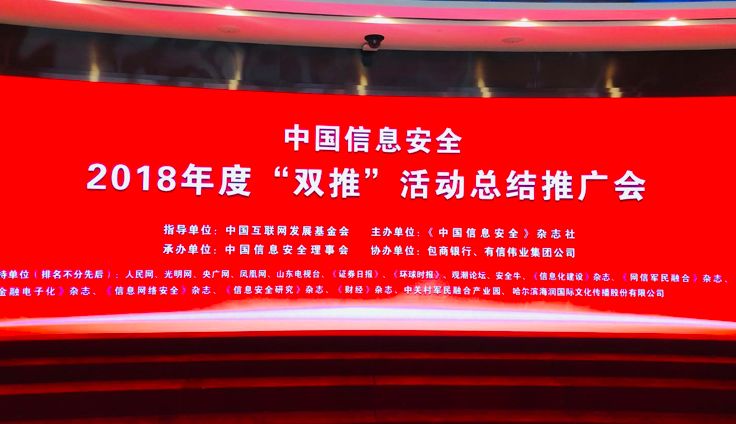 中国信息安全
2018年度“双推”活动总结推广会
指导单位：中国互联网发展基金会 主办单位：《中国信息安全》杂志社
承办单位：中国信息安全理事会 协办单位：包商银行、有信伟业集团公司
持单位（排名不分先后）：人民网、光明网、央广网、凤凰网、山东电视台、《证券日报》、《环球时报》、观潮论坛、安全牛、《信息化建设》杂志、《网信军民融合》杂志、
金融电子化》杂志、《信息网络安全》杂志、《信息安全研究》杂志、《财经》杂志、中关村军民融合产业园、哈尔滨海润国际文化传播股份有限公司